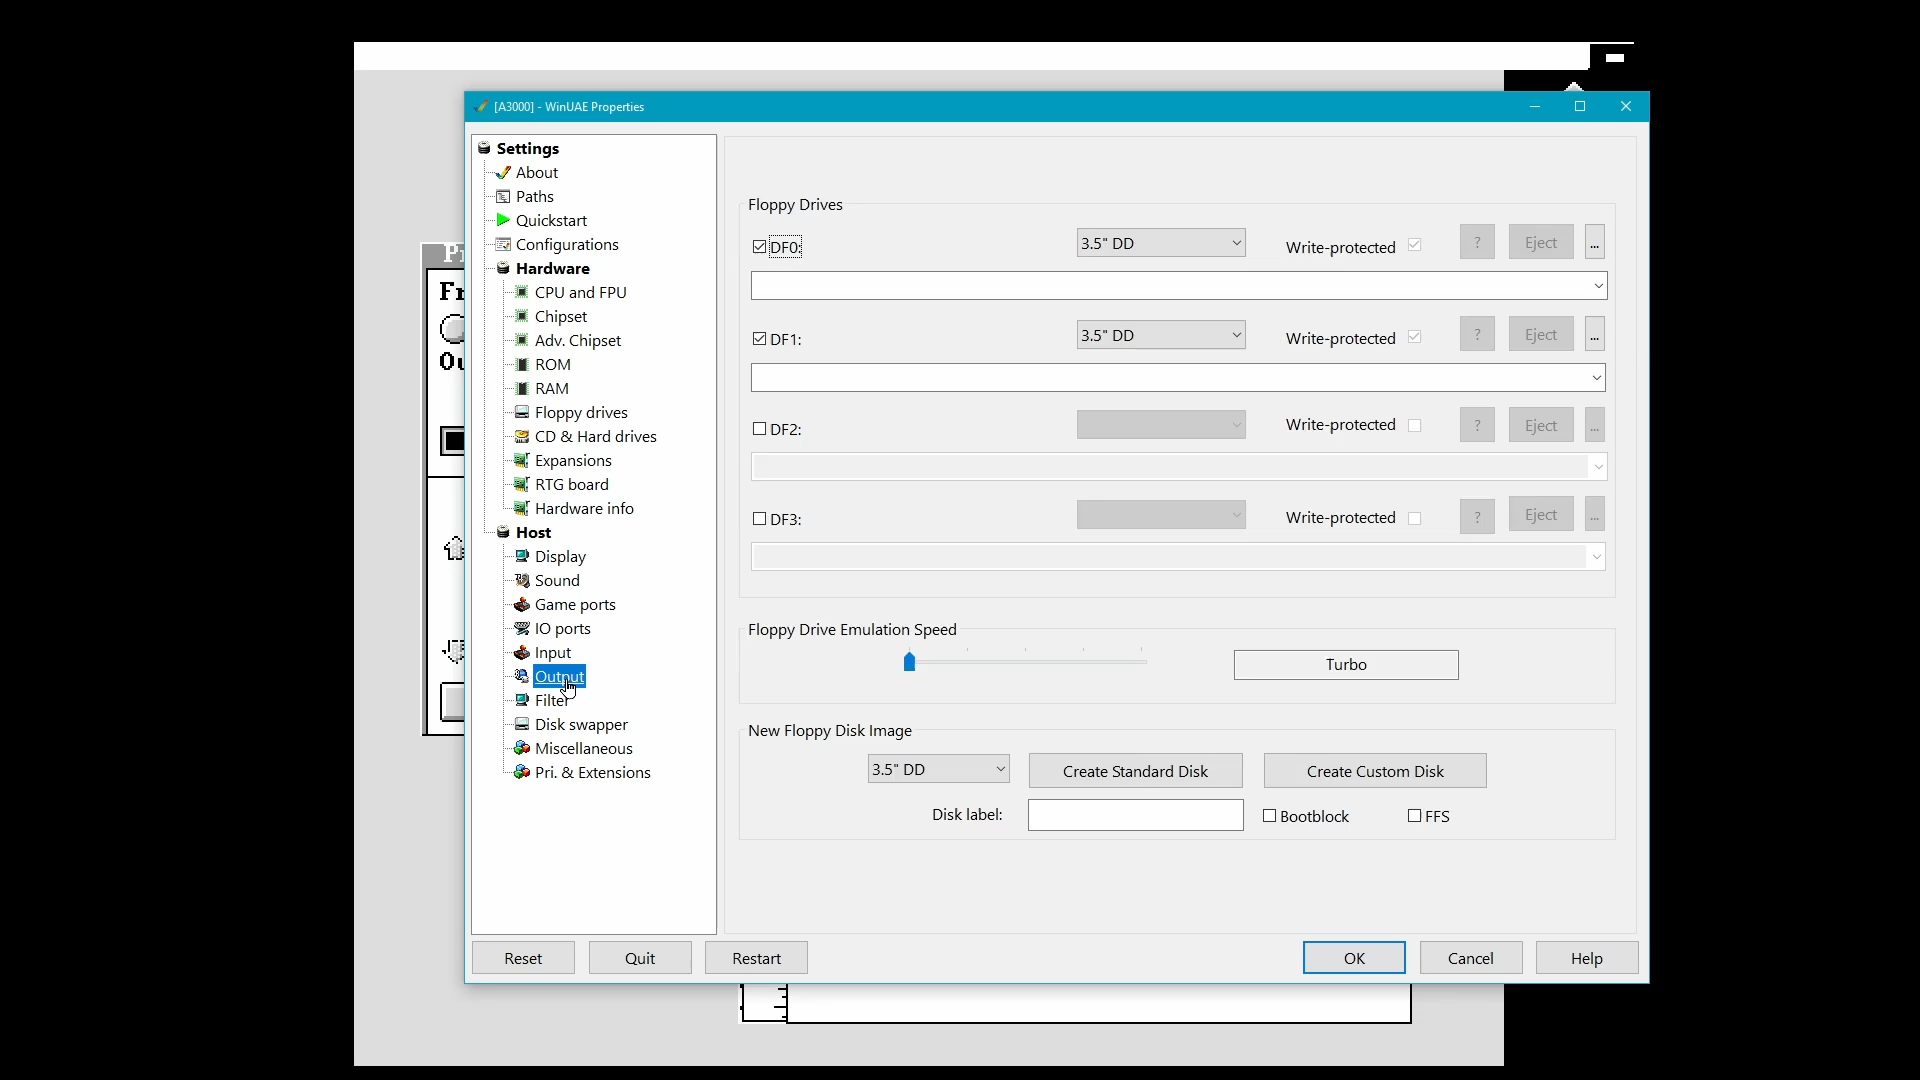 [A3000] - WinUAE Properties
Settings
About
Paths
Quickstart
Configurations
Hardware
CPU and FPU
Chipset
Adv. Chipset
ROM
RAM
Floppy drives
CD & Hard drives
Expansions
RTG board
Hardware info
Host
Display
Sound
Game ports
IO ports
Input
Output
Filter
Disk swapper
Miscellaneous
Pri. & Extensions
Floppy Drives
DF0: 3.5" DD Write-protected ? Eject ...
DF1: 3.5" DD Write-protected ? Eject ...
DF2: Write-protected ? Eject ...
DF3: Write-protected ? Eject ...
Floppy Drive Emulation Speed
Turbo
New Floppy Disk Image
3.5" DD Create Standard Disk Create Custom Disk
Disk label: Bootblock FFS
Reset Quit Restart OK Cancel Help